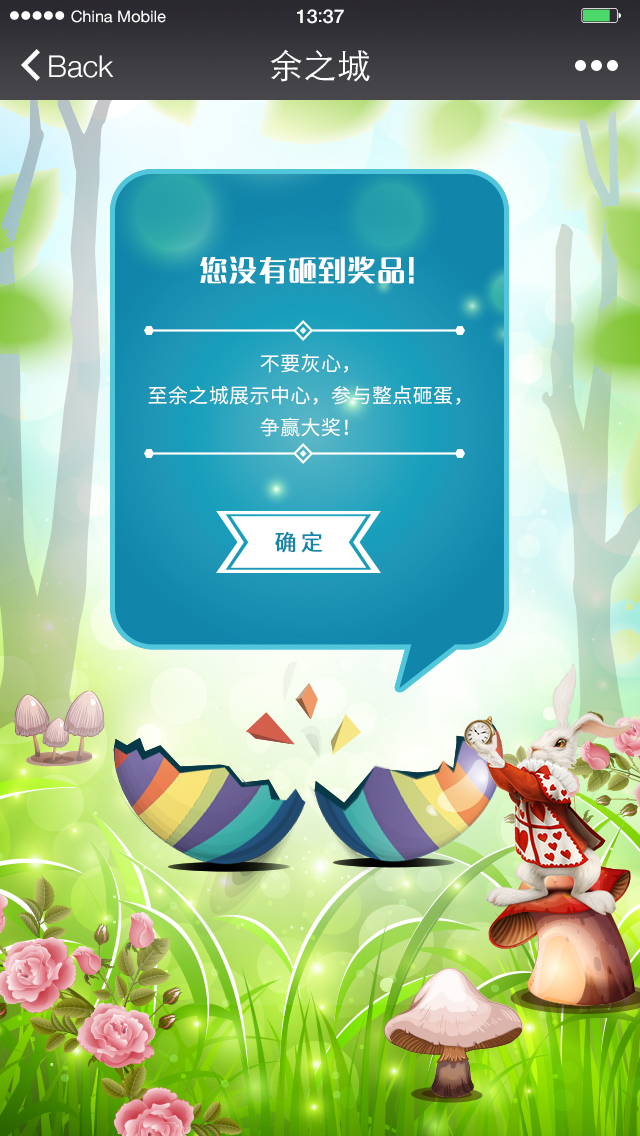 China Mobile 13:37
Back 余之城
您没有砸到奖品！
不要灰心，
至余之城展示中心，参与整点砸蛋，
争赢大奖！
确定